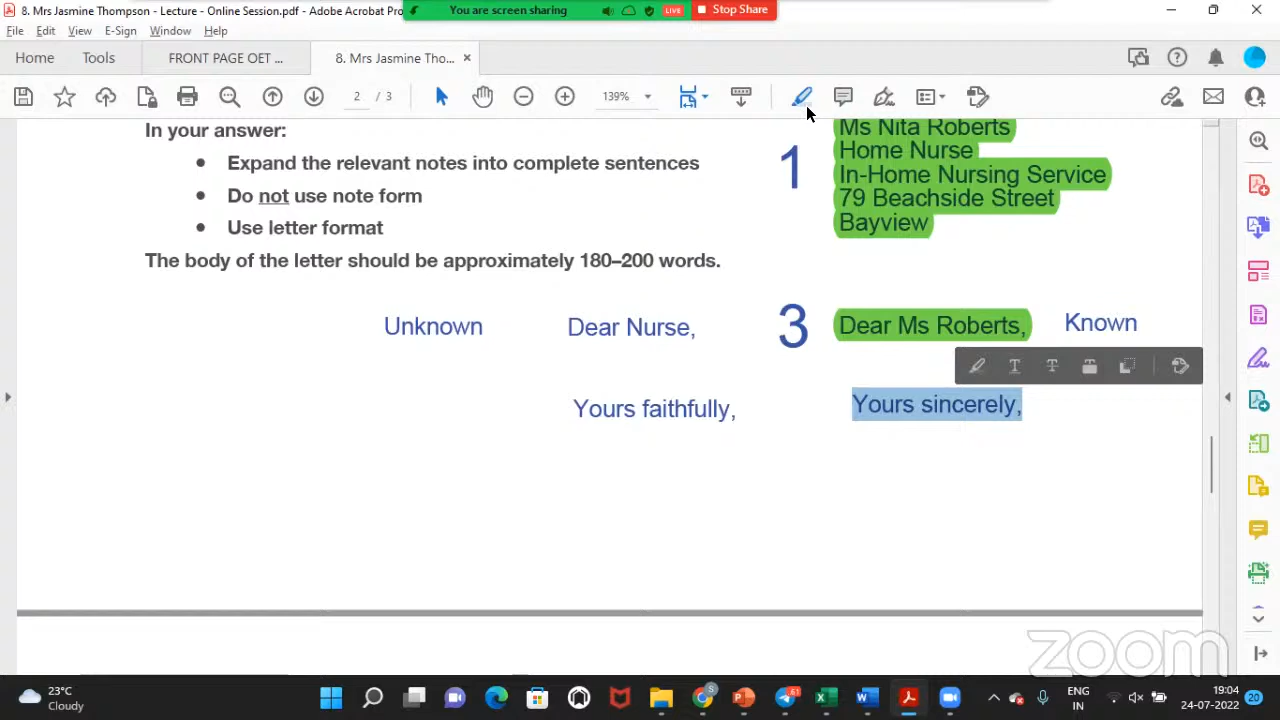 8. Mrs Jasmine Thompson - Lecture - Online Session.pdf - Adobe Acrobat Pro
You are screen sharing
LIVE
Stop Share
File Edit View E-Sign Window Help
Home Tools FRONT PAGE OET ... 8. Mrs Jasmine Tho... ×
2 / 3 139%
In your answer:
● Expand the relevant notes into complete sentences
● Do not use note form
● Use letter format
The body of the letter should be approximately 180–200 words.
1
Ms Nita Roberts
Home Nurse
In-Home Nursing Service
79 Beachside Street
Bayview
Unknown Dear Nurse, 3 Dear Ms Roberts, Known
Yours faithfully, Yours sincerely,
zoom
23°C
Cloudy
S
61
ENG
IN
19:04
24-07-2022
20